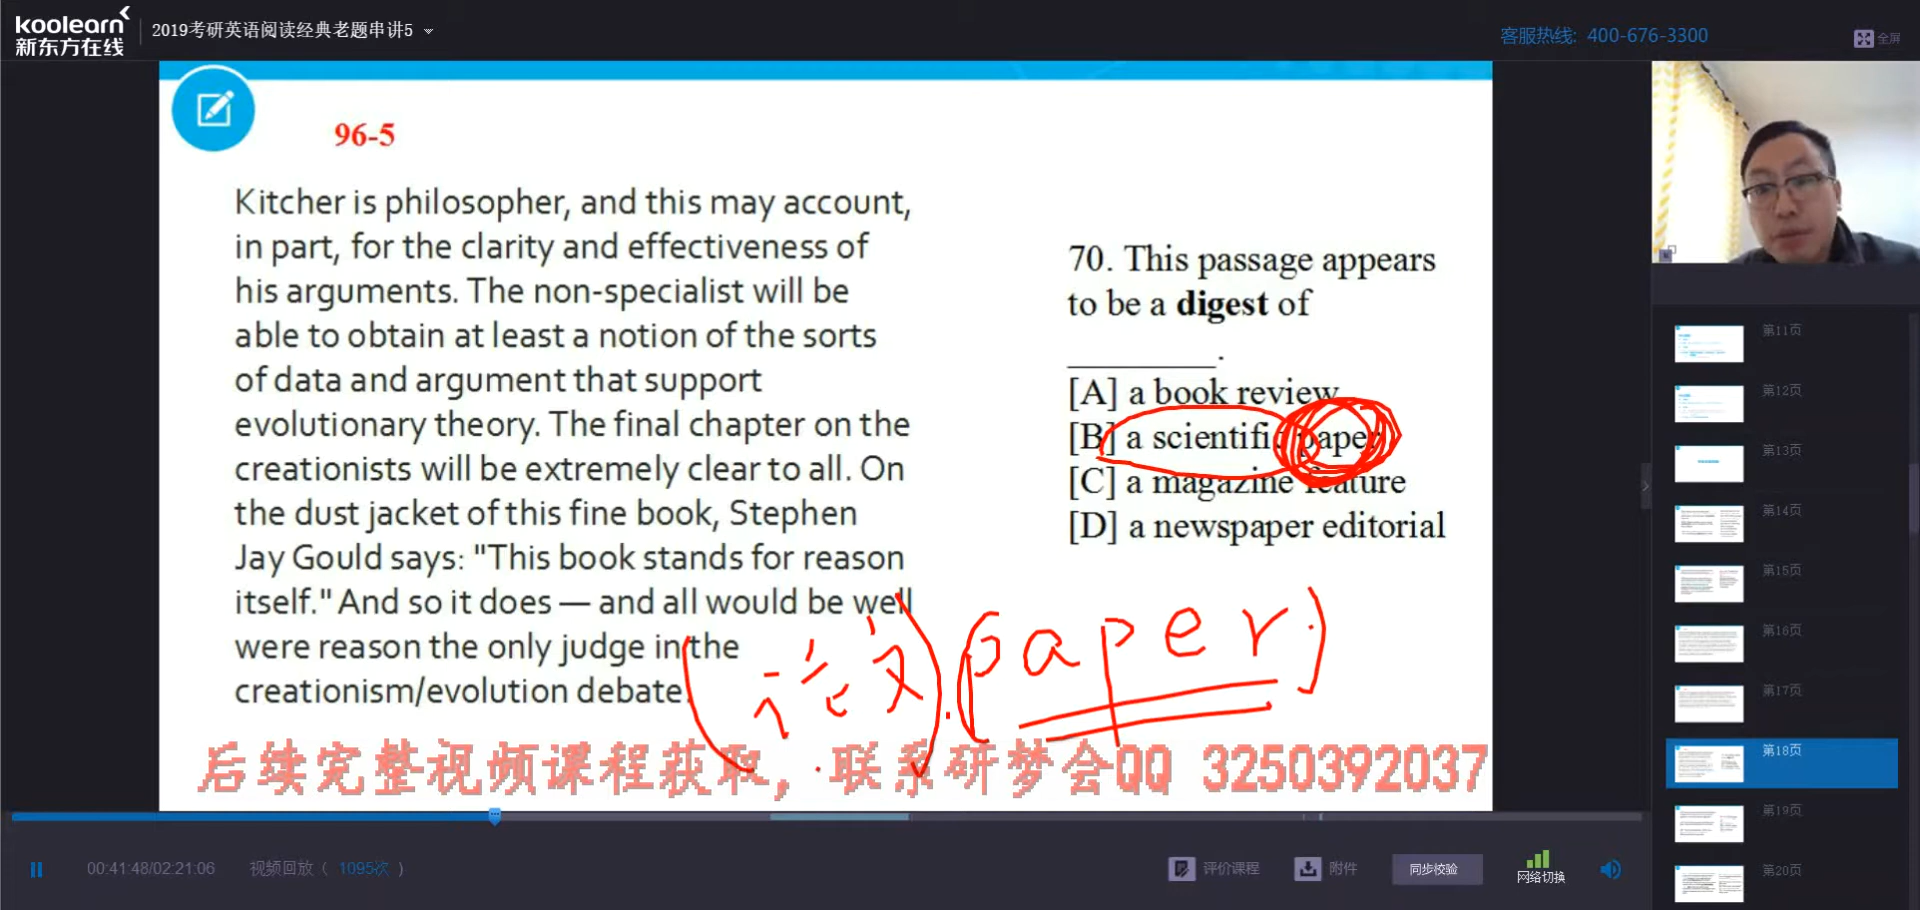 koolearn
新东方在线
2019考研英语阅读经典老题串讲5
客服热线: 400-676-3300
全屏
96-5
Kitcher is philosopher, and this may account,
in part, for the clarity and effectiveness of
his arguments. The non-specialist will be
able to obtain at least a notion of the sorts
of data and argument that support
evolutionary theory. The final chapter on the
creationists will be extremely clear to all. On
the dust jacket of this fine book, Stephen
Jay Gould says: "This book stands for reason
itself." And so it does — and all would be well
were reason the only judge in the
creationism/evolution debate.
70. This passage appears
to be a digest of
________.
[A] a book review
[B] a scientific paper
[C] a magazine feature
[D] a newspaper editorial
(论文).(paper.)
后续完整视频课程获取，联系研梦会QQ 3250392037
第11页
第12页
第13页
第14页
第15页
第16页
第17页
第18页
第19页
第20页
00:41:48/02:21:06
视频回放（1095次）
评价课程
附件
同步校验
网络切换